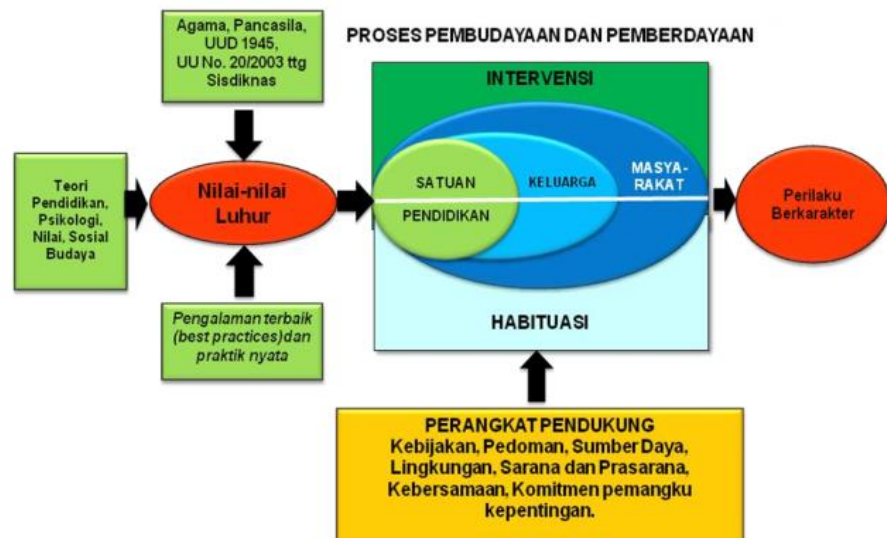 Agama, Pancasila,
UUD 1945,
UU No. 20/2003 ttg
Sisdiknas
PROSES PEMBUDAYAAN DAN PEMBERDAYAAN
INTERVENSI
Teori
Pendidikan,
Psikologi,
Nilai, Sosial
Budaya
Nilai-nilai
Luhur
SATUAN
PENDIDIKAN
KELUARGA
MASYA-
RAKAT
Perilaku
Berkarakter
Pengalaman terbaik
(best practices)dan
praktik nyata
HABITUASI
PERANGKAT PENDUKUNG
Kebijakan, Pedoman, Sumber Daya,
Lingkungan, Sarana dan Prasarana,
Kebersamaan, Komitmen pemangku
kepentingan.